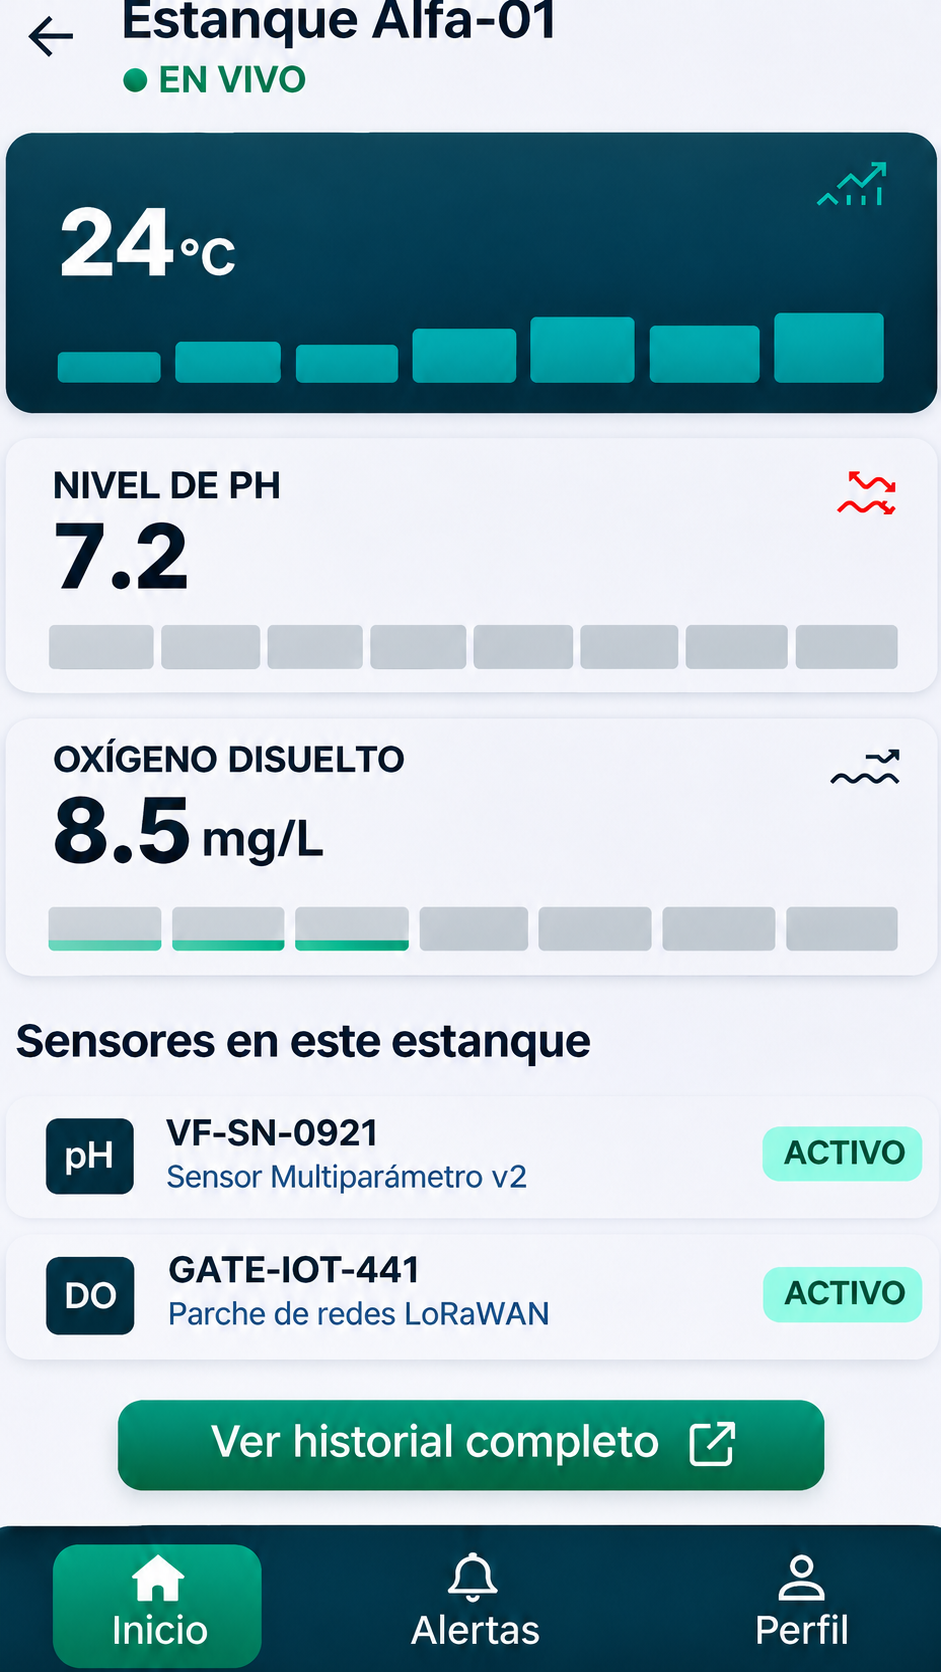 Estanque Alfa-01
EN VIVO
24°C
NIVEL DE PH
7.2
OXÍGENO DISUELTO
8.5 mg/L
Sensores en este estanque
pH
VF-SN-0921
Sensor Multiparámetro v2
ACTIVO
DO
GATE-IOT-441
Parche de redes LoRaWAN
ACTIVO
Ver historial completo
Inicio
Alertas
Perfil